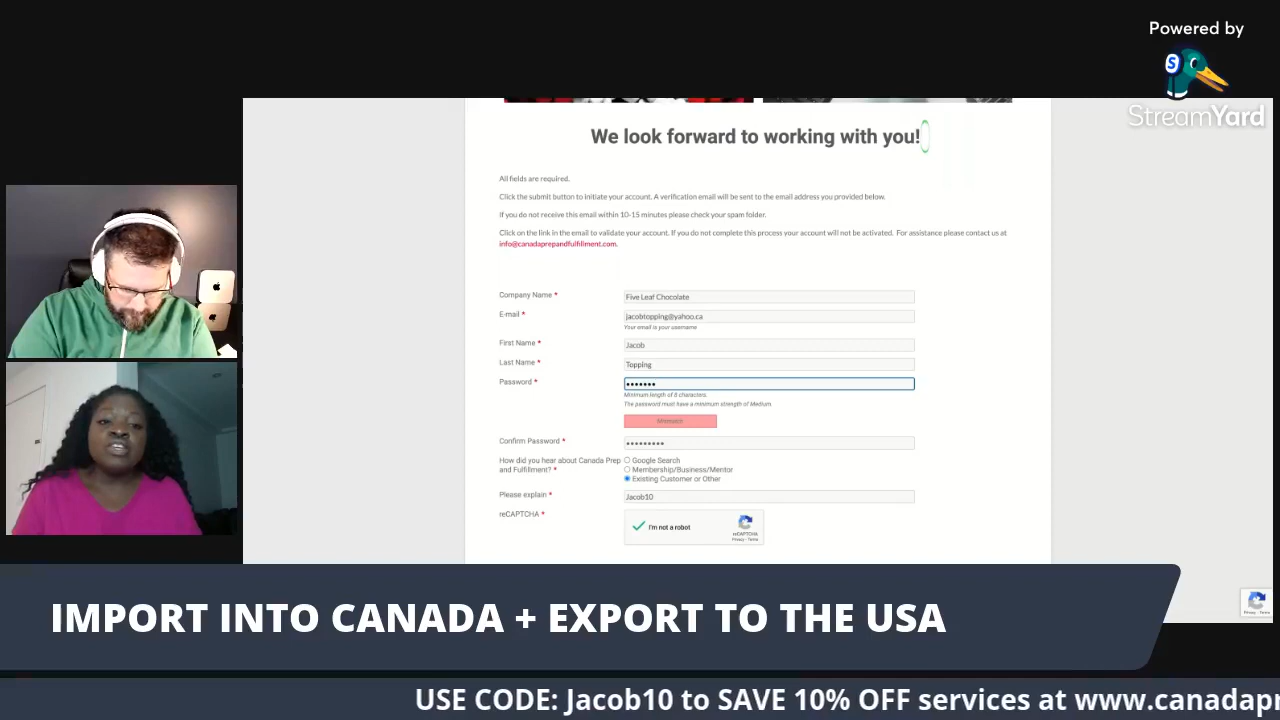 Powered by
S
StreamYard
We look forward to working with you!
All fields are required.
Click the submit button to initiate your account. A verification email will be sent to the email address you provided below.
If you do not receive this email within 10-15 minutes please check your spam folder.
Click on the link in the email to validate your account. If you do not complete this process your account will not be activated. For assistance please contact us at
info@canadaprepandfulfillment.com.
Company Name * Five Leaf Chocolate
E-mail * jacobtopping@yahoo.ca
Your email is your username
First Name * Jacob
Last Name * Topping
Password * •••••••
Minimum length of 8 characters.
The password must have a minimum strength of Medium.
Mismatch
Confirm Password * •••••••••
How did you hear about Canada Prep Google Search
and Fulfillment? * Membership/Business/Mentor
Existing Customer or Other
Please explain * Jacob10
reCAPTCHA * I'm not a robot
reCAPTCHA
Privacy - Terms
Privacy - Terms
IMPORT INTO CANADA + EXPORT TO THE USA
USE CODE: Jacob10 to SAVE 10% OFF services at www.canadap